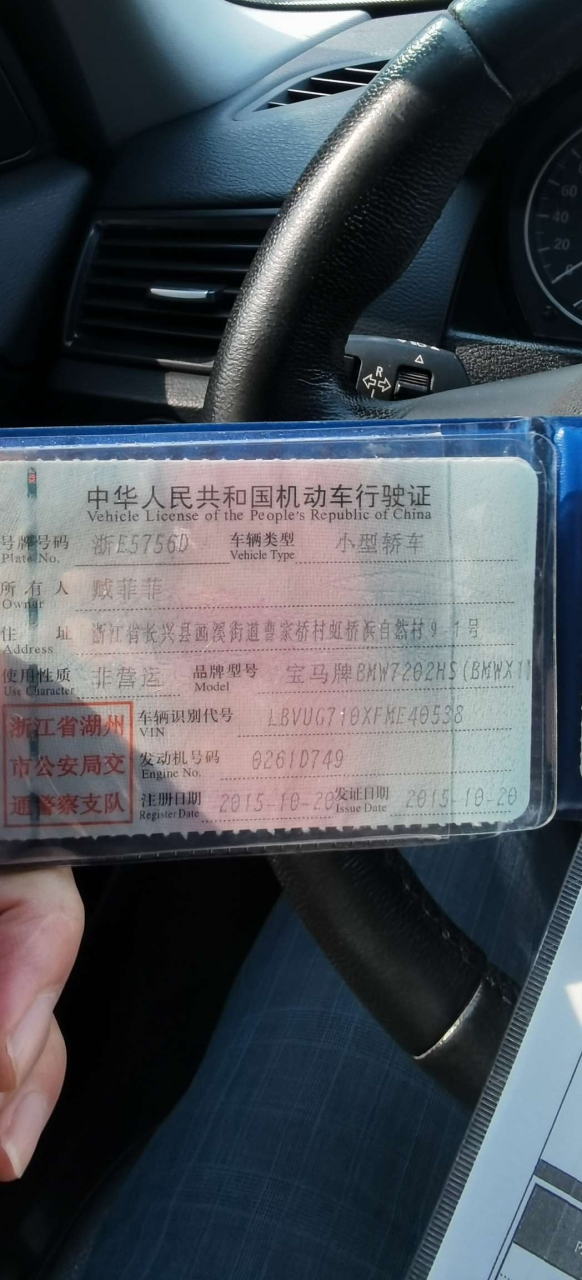 中华人民共和国机动车行驶证
Vehicle License of the People's Republic of China
号牌号码 浙E5756D 车辆类型 小型轿车
Plate No. Vehicle Type
所有人 臧菲菲
Owner
住址 浙江省长兴县画溪街道曹家桥村虹桥浜自然村9-1号
Address
使用性质 非营运 品牌型号 宝马牌BMW7202HS(BMWX1
Use Character Model
浙江省湖州
市公安局交
通警察支队
车辆识别代号 LBVUG710XFME40538
VIN
发动机号码 0261D749
Engine No.
注册日期 2015-10-20 发证日期 2015-10-20
Register Date Issue Date
60
40
20
0
R
L